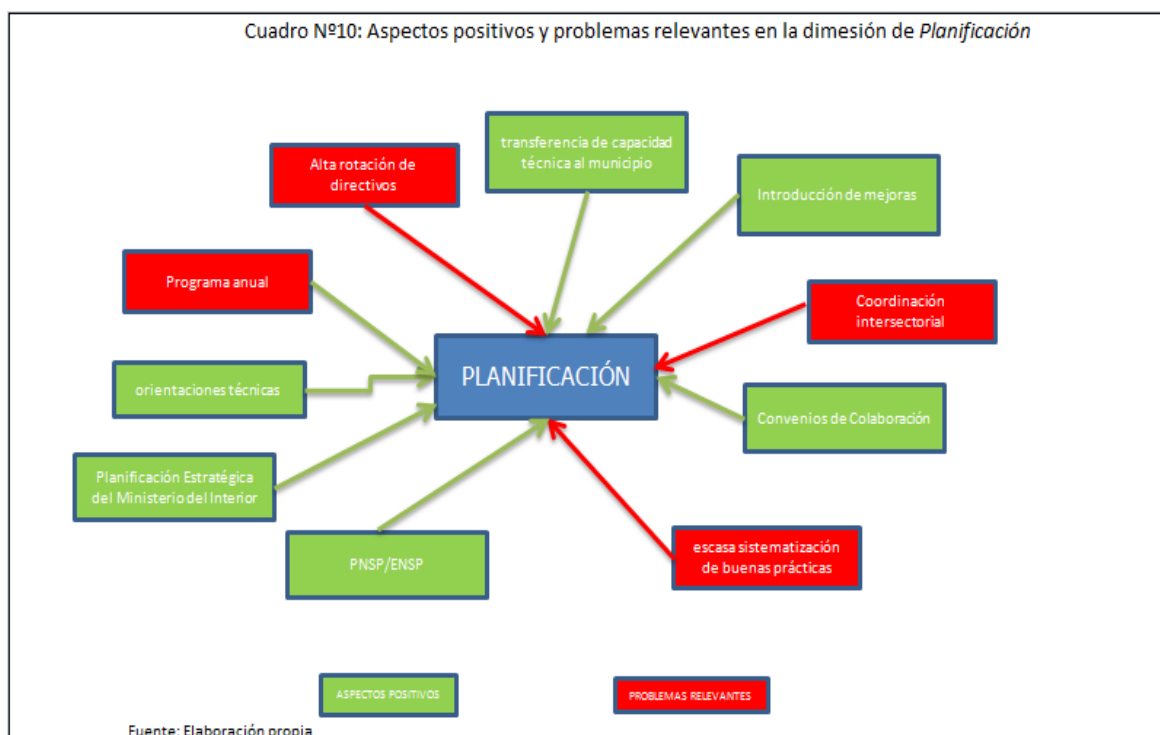 Cuadro Nº10: Aspectos positivos y problemas relevantes en la dimesión de Planificación
transferencia de capacidad
técnica al municipio
Alta rotación de
directivos
Introducción de mejoras
Programa anual
Coordinación
intersectorial
PLANIFICACIÓN
orientaciones técnicas
Convenios de Colaboración
Planificación Estratégica
del Ministerio del Interior
PNSP/ENSP
escasa sistematización
de buenas prácticas
ASPECTOS POSITIVOS
PROBLEMAS RELEVANTES
Fuente: Elaboración propia